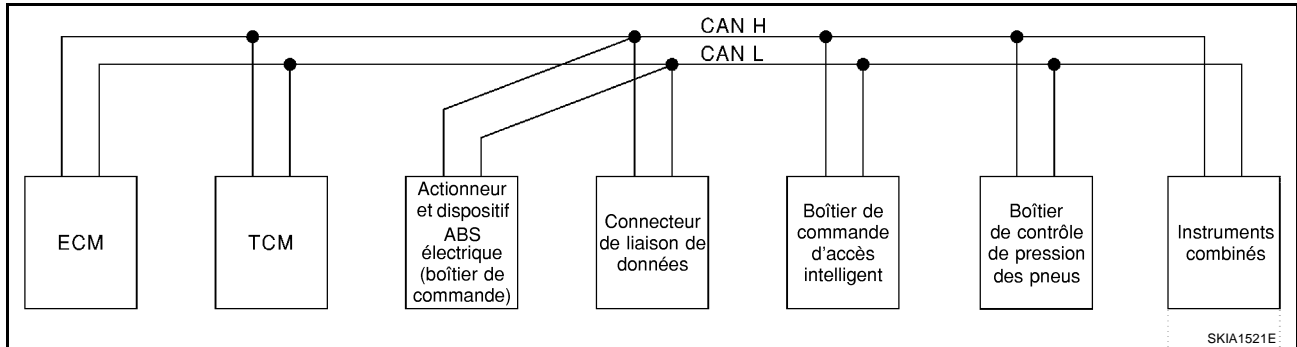 CAN H
CAN L
ECM
TCM
Actionneur
et dispositif
ABS
électrique
(boîtier de
commande)
Connecteur
de liaison de
données
Boîtier de
commande
d'accès
intelligent
Boîtier
de contrôle
de pression
des pneus
Instruments
combinés
SKIA1521E